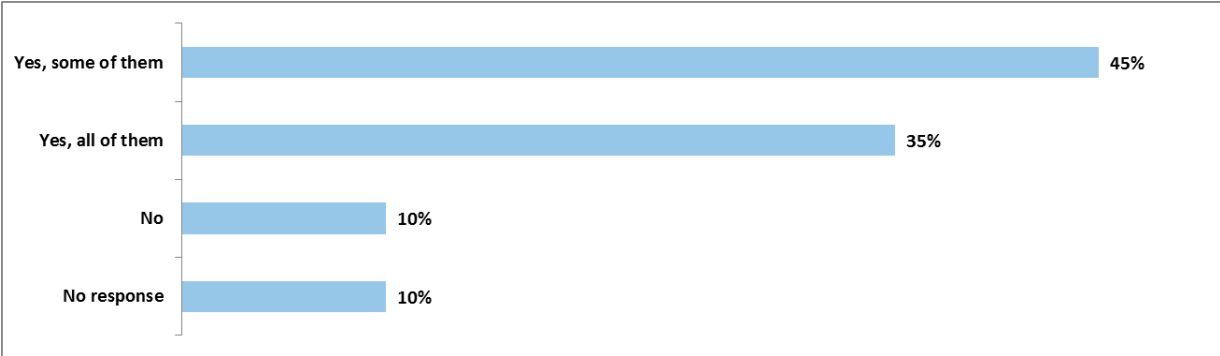 Yes, some of them 45%
Yes, all of them 35%
No 10%
No response 10%